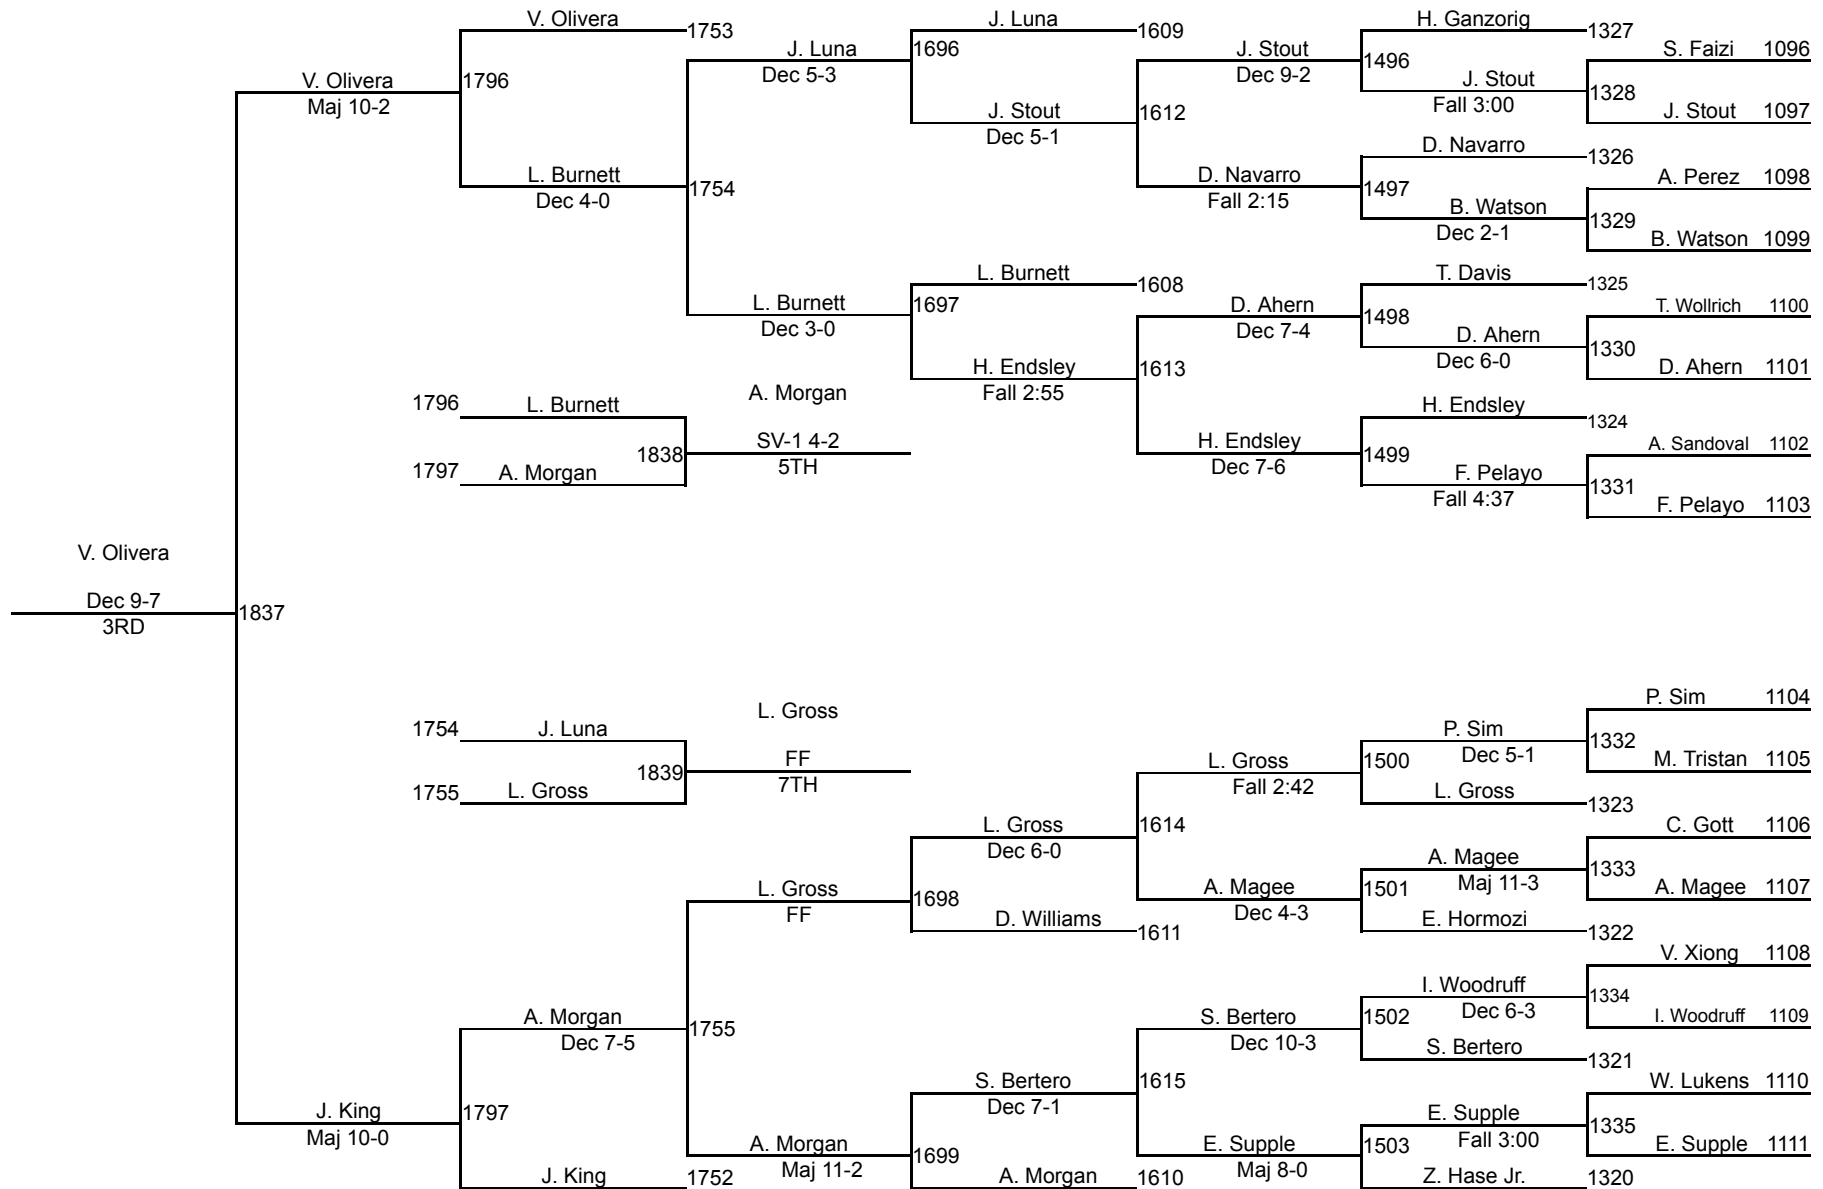 V. Olivera
1753
J. Luna
1609
H. Ganzorig
1327
S. Faizi 1096
J. Luna
1696
J. Stout
1496
V. Olivera
1796
Dec 5-3
Dec 9-2
J. Stout
1328
Maj 10-2
Fall 3:00
J. Stout 1097
J. Stout
1612
Dec 5-1
D. Navarro
1326
L. Burnett
1754
D. Navarro
1497
A. Perez 1098
Dec 4-0
Fall 2:15
B. Watson
1329
Dec 2-1
B. Watson 1099
L. Burnett
1608
T. Davis
1325
L. Burnett
1697
D. Ahern
1498
T. Wollrich 1100
Dec 3-0
Dec 7-4
D. Ahern
1330
Dec 6-0
H. Endsley
1613
D. Ahern 1101
Fall 2:55
A. Morgan
1796
L. Burnett
H. Endsley
1324
SV-1 4-2
1838
H. Endsley
1499
A. Sandoval 1102
5TH
Dec 7-6
1797
A. Morgan
F. Pelayo
1331
Fall 4:37
F. Pelayo 1103
V. Olivera
Dec 9-7
1837
3RD
P. Sim 1104
L. Gross
1754
J. Luna
P. Sim
1332
Dec 5-1
FF
1839
L. Gross
1500
M. Tristan 1105
7TH
Fall 2:42
1755
L. Gross
L. Gross
1323
L. Gross
1614
C. Gott 1106
Dec 6-0
A. Magee
1333
Maj 11-3
L. Gross
1698
A. Magee
1501
A. Magee 1107
FF
Dec 4-3
D. Williams
1611
E. Hormozi
1322
V. Xiong 1108
I. Woodruff
1334
Dec 6-3
A. Morgan
1755
S. Bertero
1502
I. Woodruff 1109
Dec 7-5
Dec 10-3
S. Bertero
1321
S. Bertero
1615
W. Lukens 1110
Dec 7-1
J. King
1797
E. Supple
1335
Maj 10-0
Fall 3:00
A. Morgan
1699
E. Supple
1503
E. Supple 1111
Maj 11-2
Maj 8-0
J. King
1752
A. Morgan
1610
Z. Hase Jr.
1320